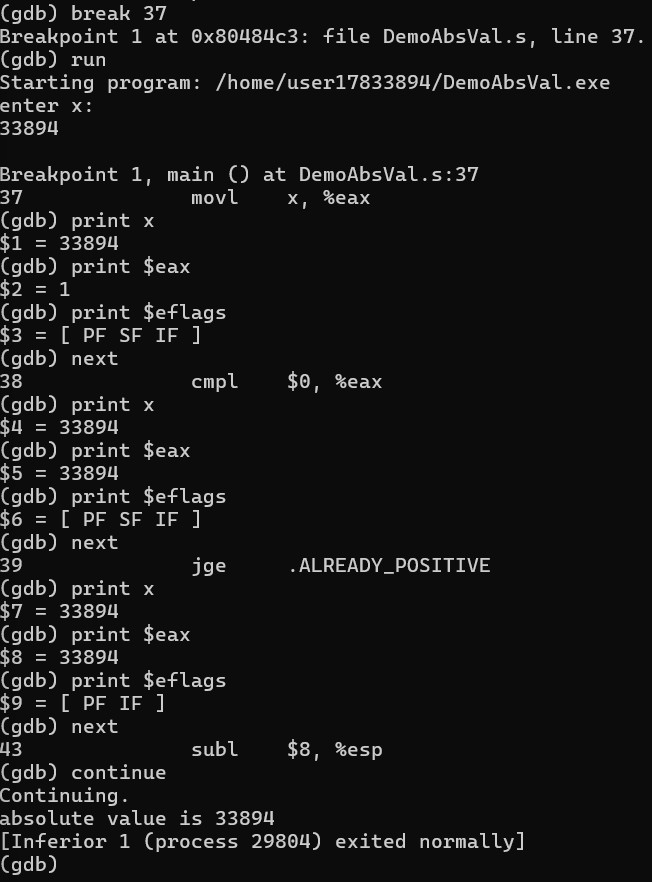 (gdb) break 37
Breakpoint 1 at 0x80484c3: file DemoAbsVal.s, line 37.
(gdb) run
Starting program: /home/user17833894/DemoAbsVal.exe
enter x:
33894

Breakpoint 1, main () at DemoAbsVal.s:37
37              movl    x, %eax
(gdb) print x
$1 = 33894
(gdb) print $eax
$2 = 1
(gdb) print $eflags
$3 = [ PF SF IF ]
(gdb) next
38              cmpl    $0, %eax
(gdb) print x
$4 = 33894
(gdb) print $eax
$5 = 33894
(gdb) print $eflags
$6 = [ PF SF IF ]
(gdb) next
39              jge     .ALREADY_POSITIVE
(gdb) print x
$7 = 33894
(gdb) print $eax
$8 = 33894
(gdb) print $eflags
$9 = [ PF IF ]
(gdb) next
43              subl    $8, %esp
(gdb) continue
Continuing.
absolute value is 33894
[Inferior 1 (process 29804) exited normally]
(gdb)